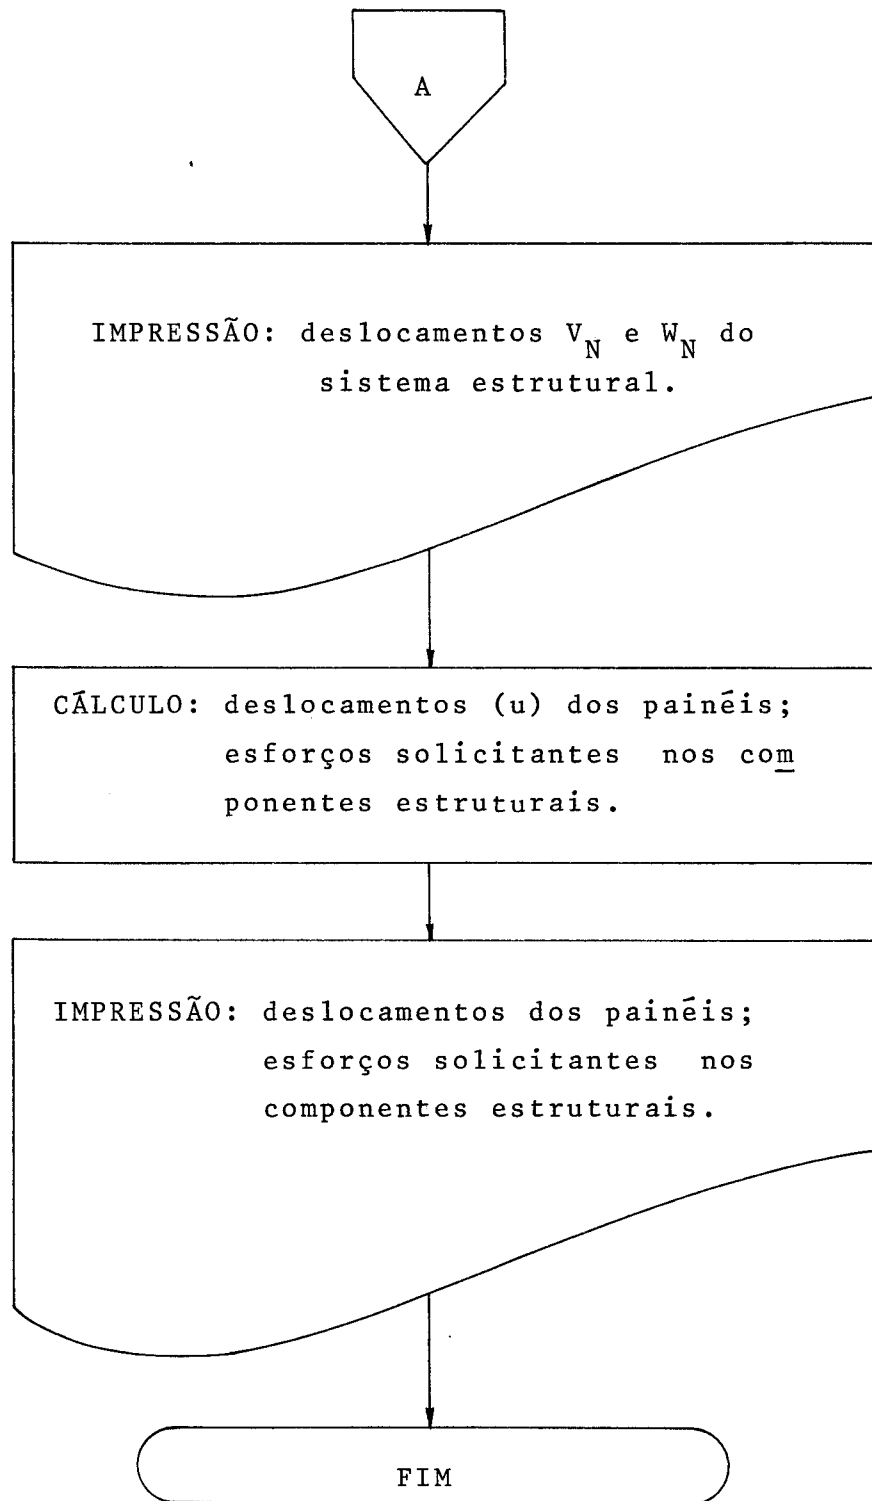 A
IMPRESSÃO: deslocamentos V_N e W_N do
sistema estrutural.
CÁLCULO: deslocamentos (u) dos painéis;
esforços solicitantes nos com
ponentes estruturais.
IMPRESSÃO: deslocamentos dos painéis;
esforços solicitantes nos
componentes estruturais.
FIM